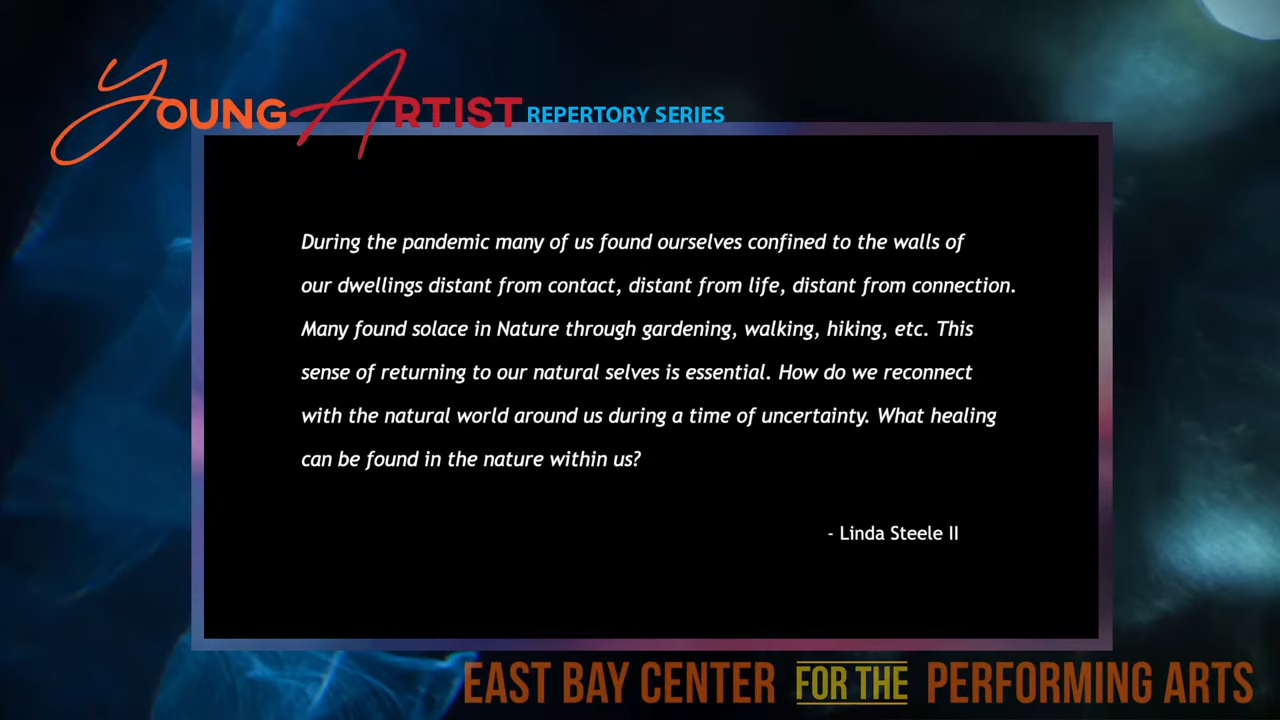 Young Artist REPERTORY SERIES
During the pandemic many of us found ourselves confined to the walls of
our dwellings distant from contact, distant from life, distant from connection.
Many found solace in Nature through gardening, walking, hiking, etc. This
sense of returning to our natural selves is essential. How do we reconnect
with the natural world around us during a time of uncertainty. What healing
can be found in the nature within us?
- Linda Steele II
EAST BAY CENTER FOR THE PERFORMING ARTS